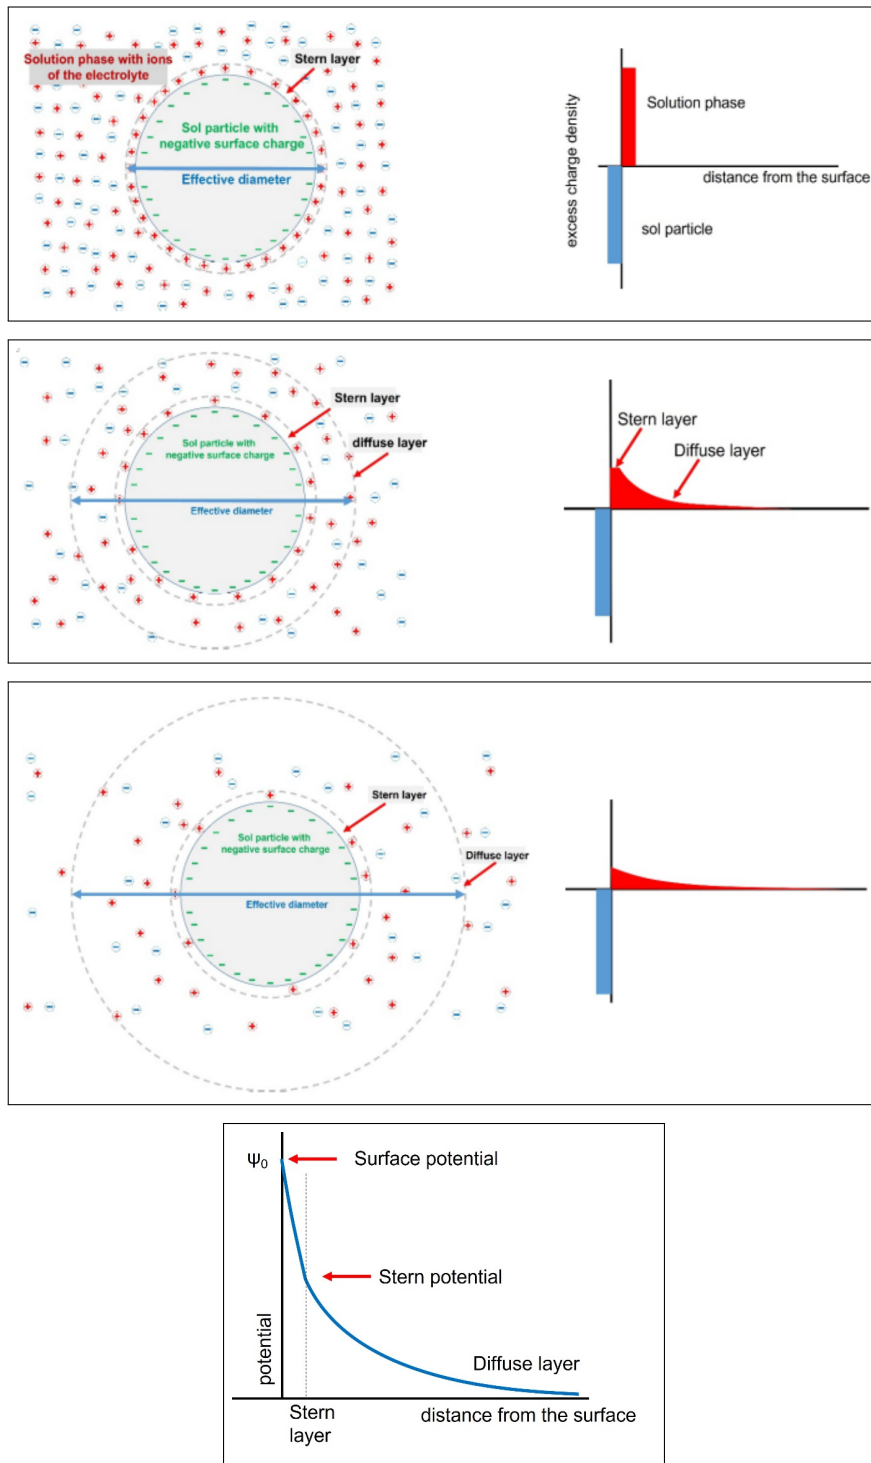 Solution phase with ions
of the electrolyte
Stern layer
Sol particle with
negative surface charge
Effective diameter
excess charge density
Solution phase
distance from the surface
sol particle
Stern layer
diffuse layer
Sol particle with
negative surface charge
Effective diameter
Stern layer
Diffuse layer
Stern layer
Sol particle with
negative surface charge
Diffuse layer
Effective diameter
Ψ0
Surface potential
Stern potential
potential
Diffuse layer
Stern
layer
distance from the surface